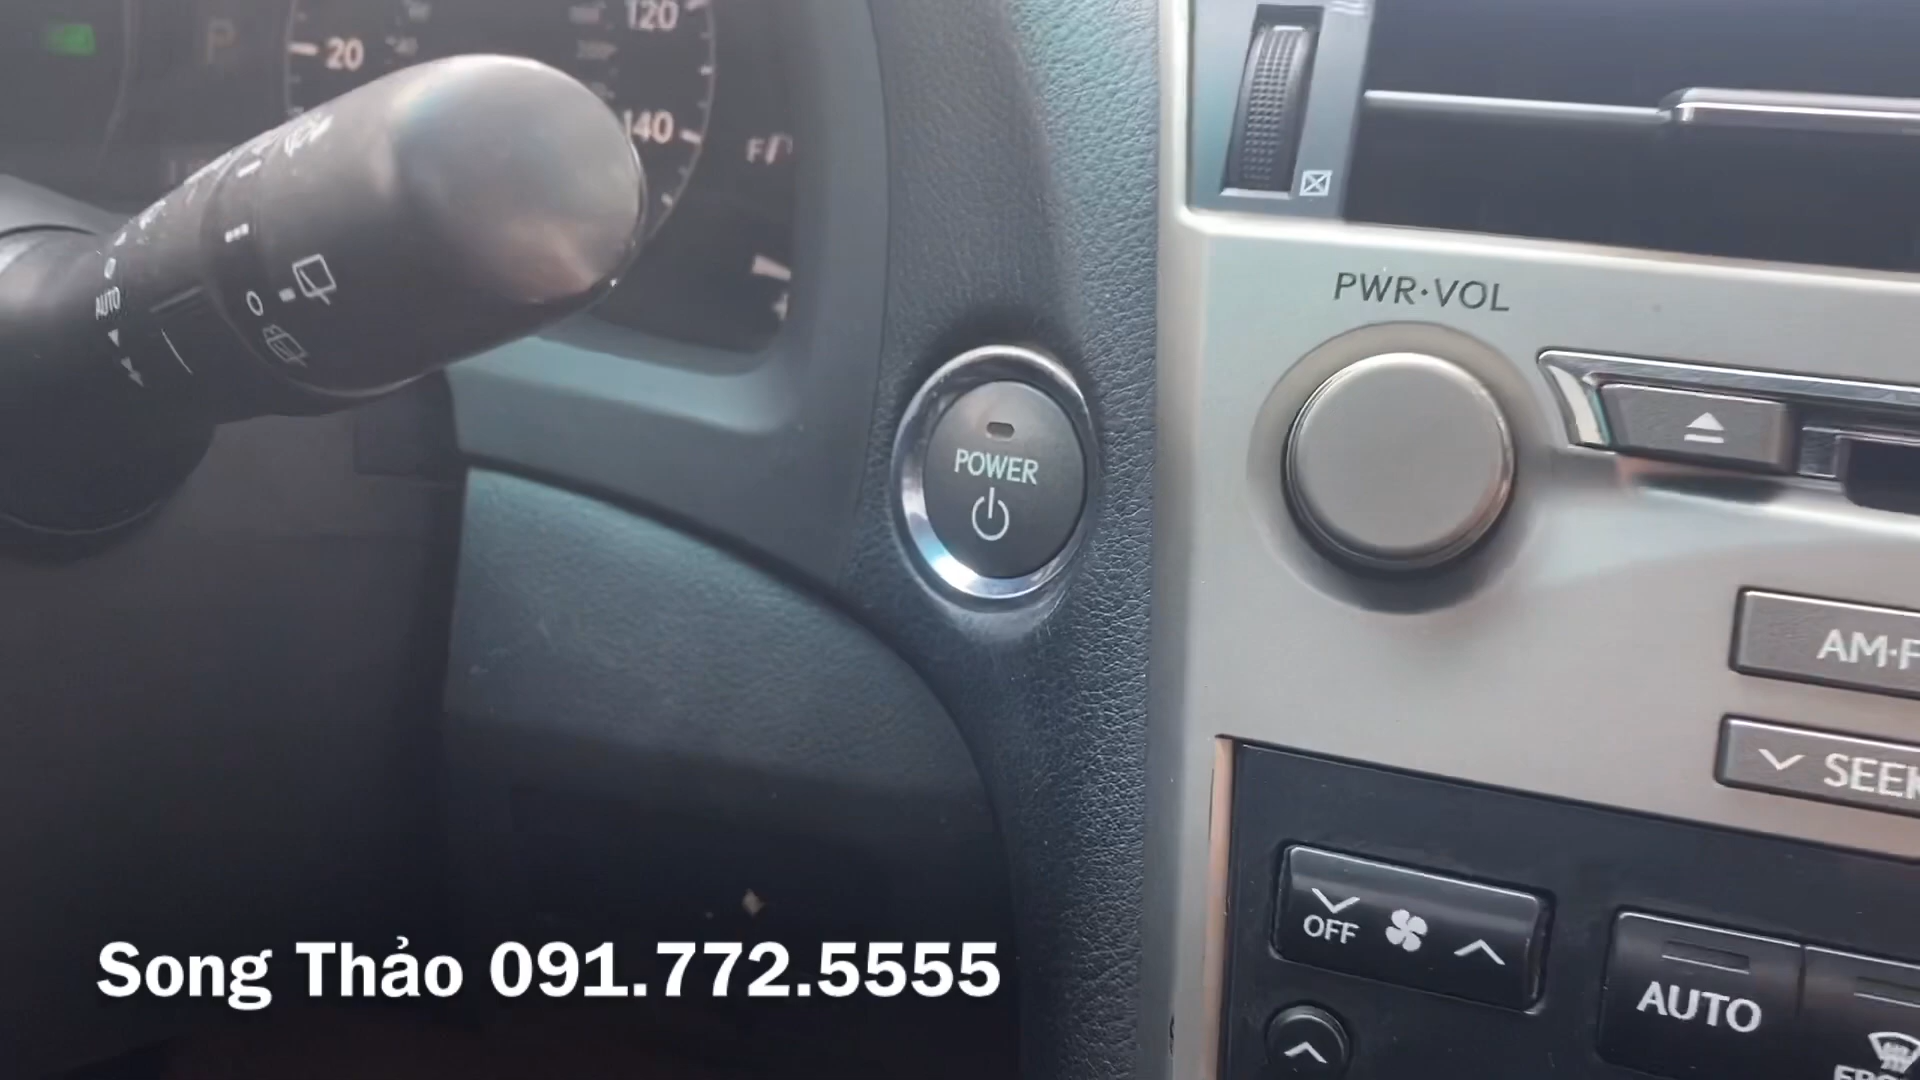 120
20
140
F
P
AUTO
PWR·VOL
POWER
AM·F
SEEK
OFF
AUTO
Song Thảo 091.772.5555